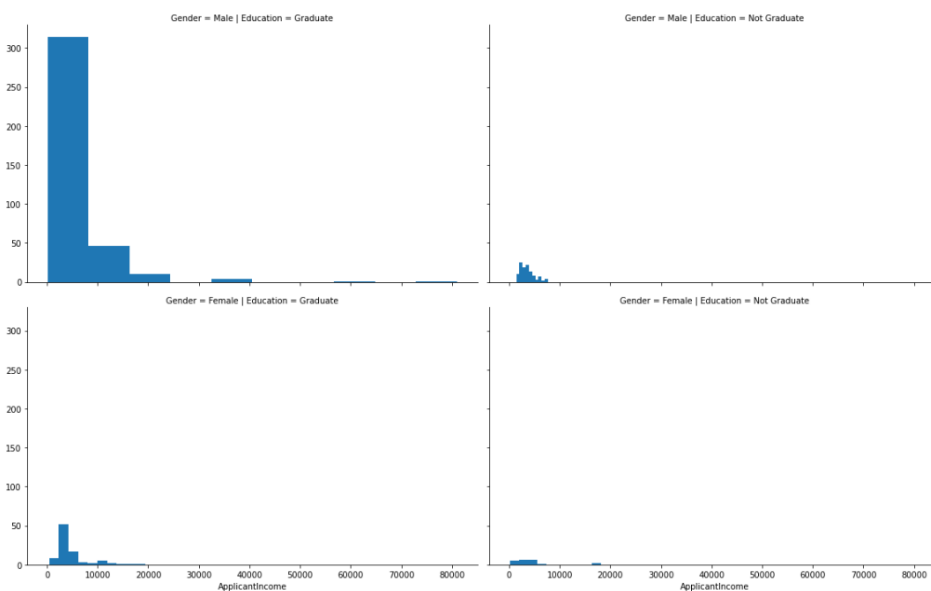 Gender = Male | Education = Graduate
Gender = Male | Education = Not Graduate
300
250
200
150
100
50
0
Gender = Female | Education = Graduate
Gender = Female | Education = Not Graduate
300
250
200
150
100
50
0
0 10000 20000 30000 40000 50000 60000 70000 80000
0 10000 20000 30000 40000 50000 60000 70000 80000
ApplicantIncome
ApplicantIncome